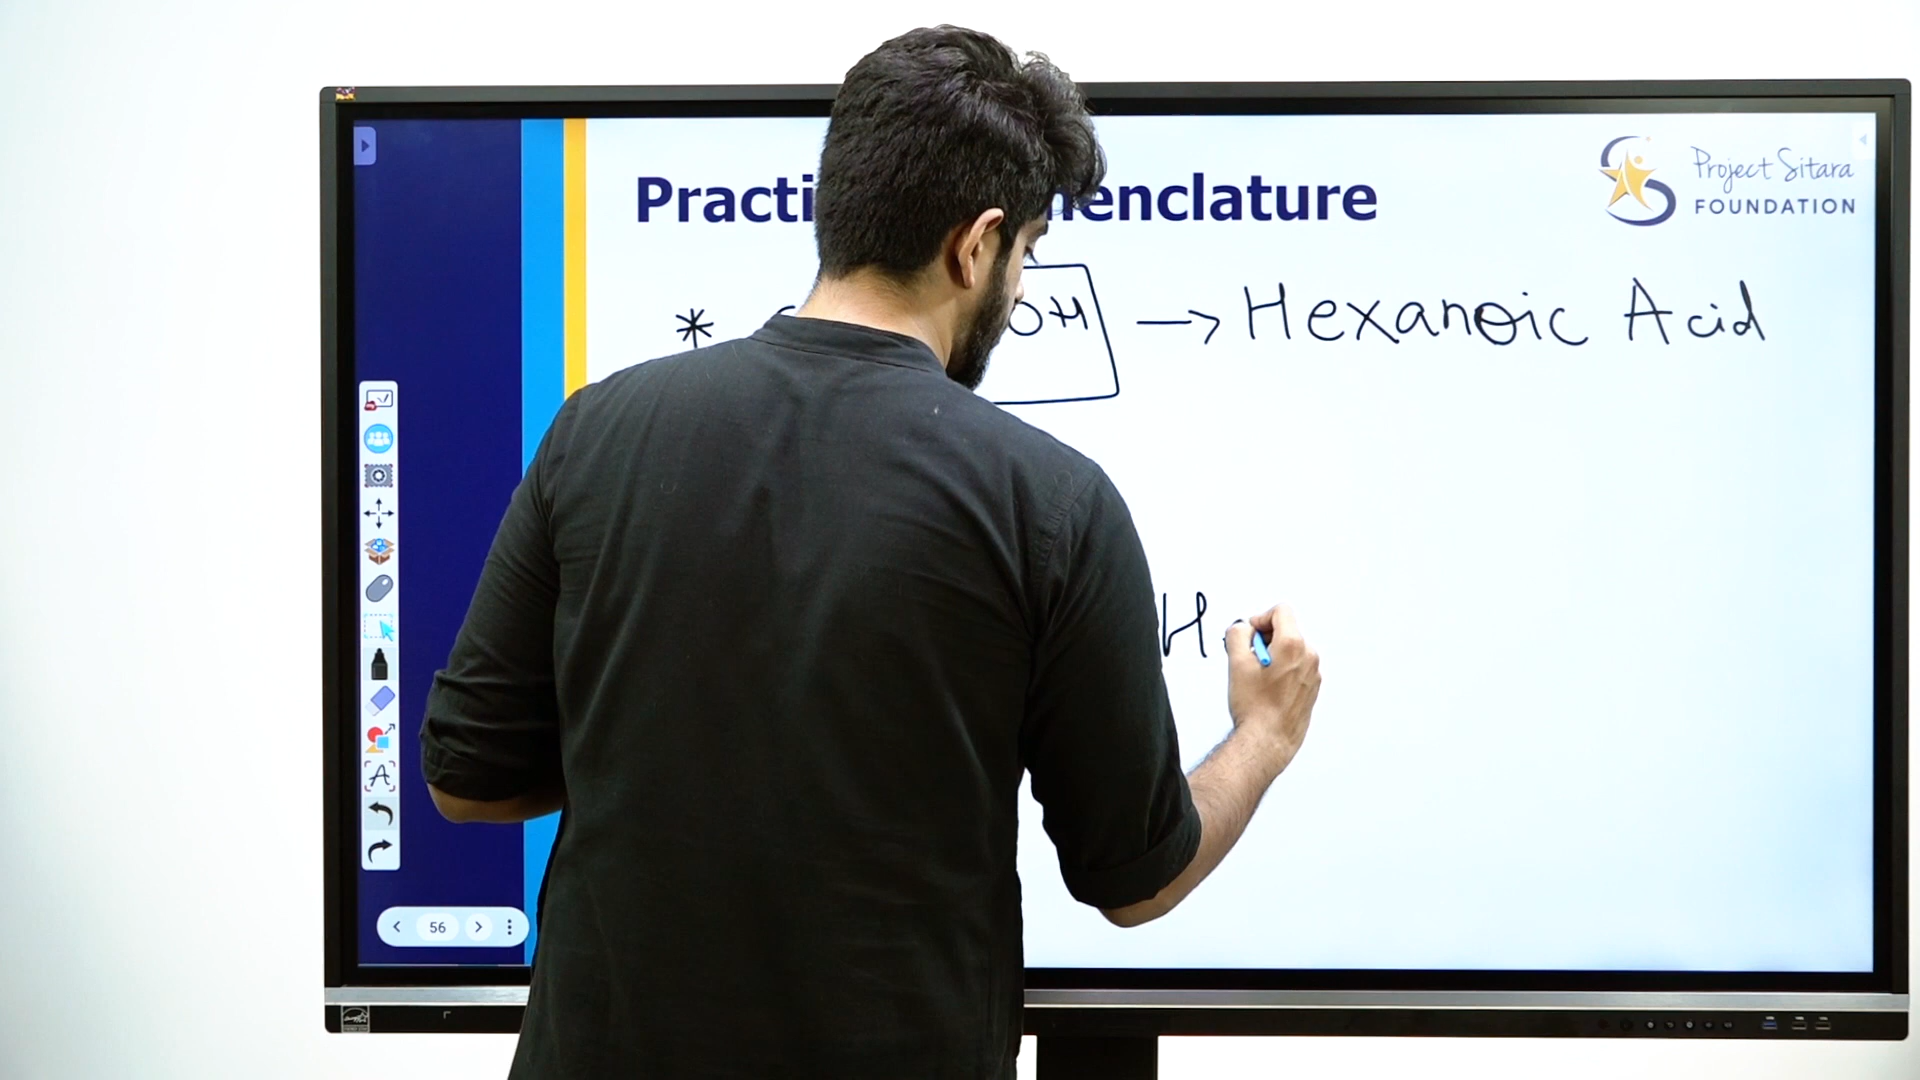 Project Sitara
FOUNDATION
Practi enclature
* OH → Hexanoic Acid
H
56